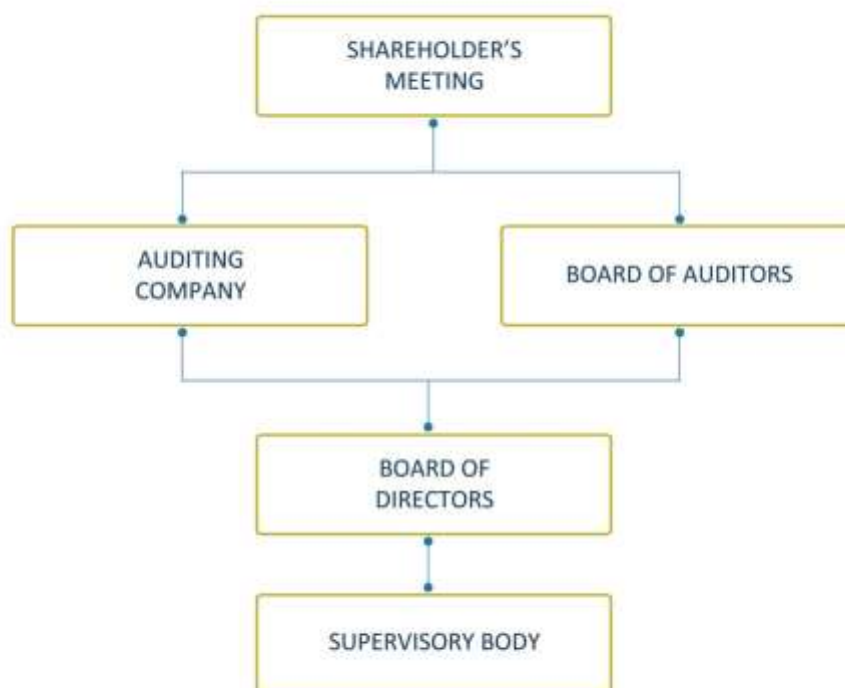 SHAREHOLDER'S
MEETING
AUDITING
COMPANY
BOARD OF AUDITORS
BOARD OF
DIRECTORS
SUPERVISORY BODY